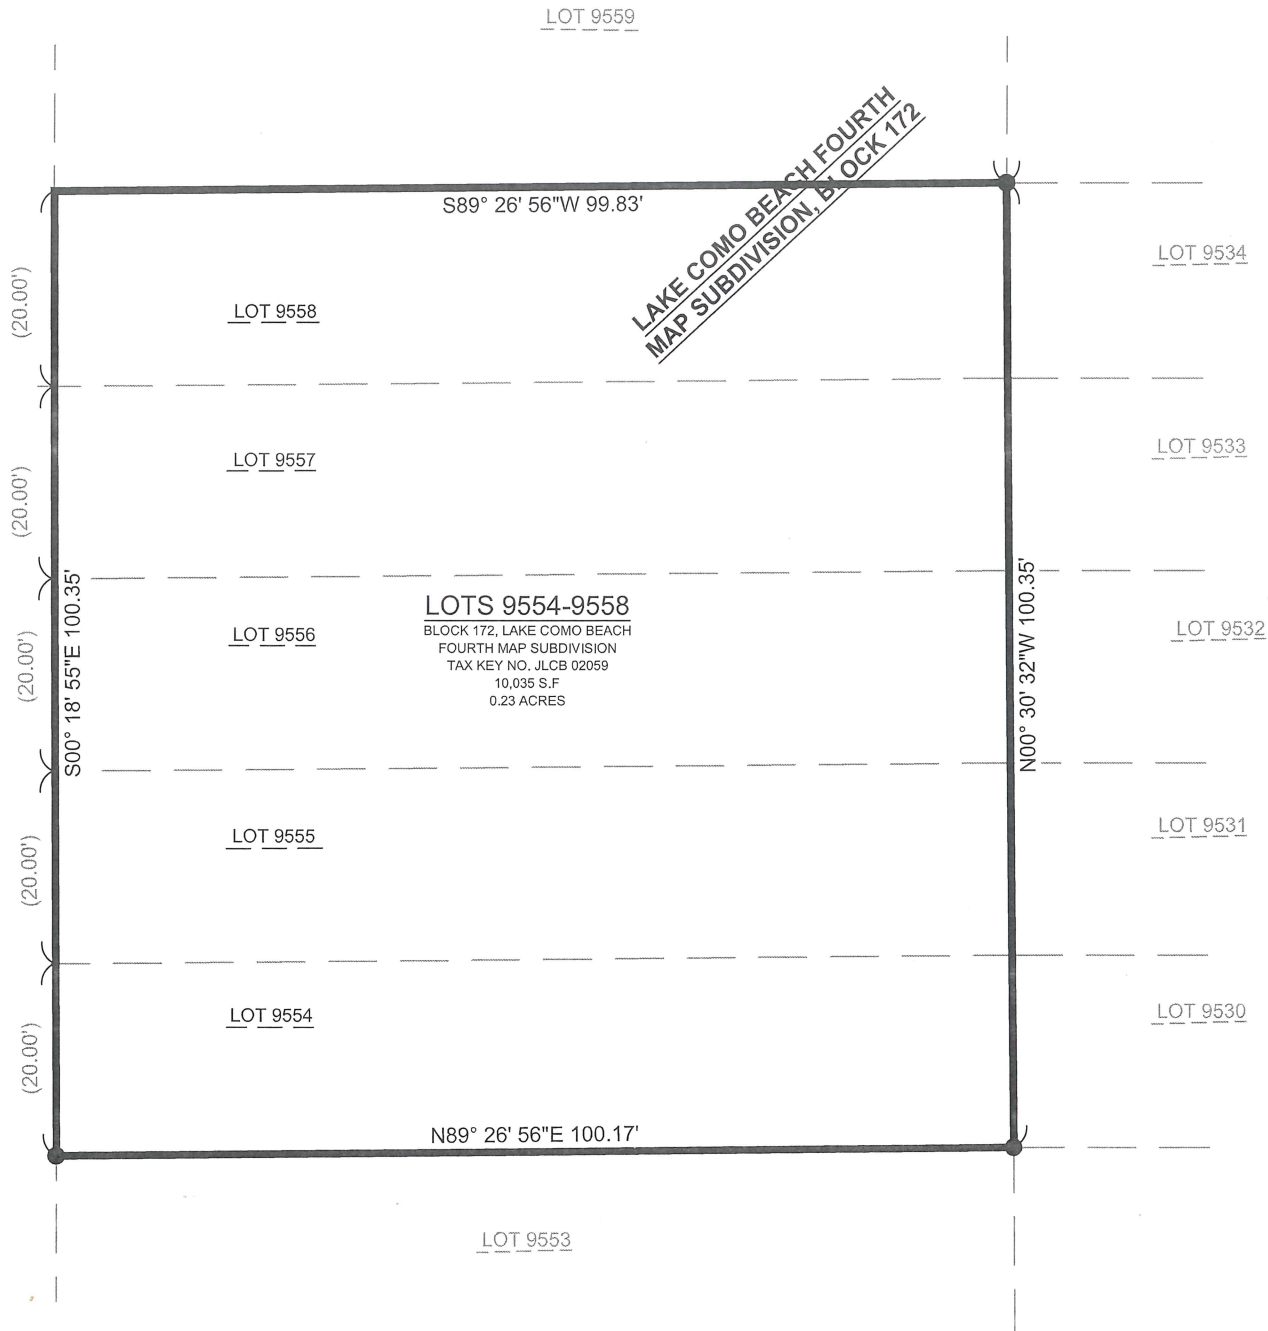 LOT 9559
LAKE COMO BEACH FOURTH
MAP SUBDIVISION, BLOCK 172
S89° 26' 56"W 99.83'
LOT 9534
(20.00')
LOT 9558
LOT 9533
(20.00')
LOT 9557
S00° 18' 55"E 100.35'
N00° 30' 32"W 100.35'
LOTS 9554-9558
BLOCK 172, LAKE COMO BEACH
FOURTH MAP SUBDIVISION
TAX KEY NO. JLCB 02059
10,035 S.F
0.23 ACRES
LOT 9532
(20.00')
LOT 9556
LOT 9531
(20.00')
LOT 9555
LOT 9530
(20.00')
LOT 9554
N89° 26' 56"E 100.17'
LOT 9553